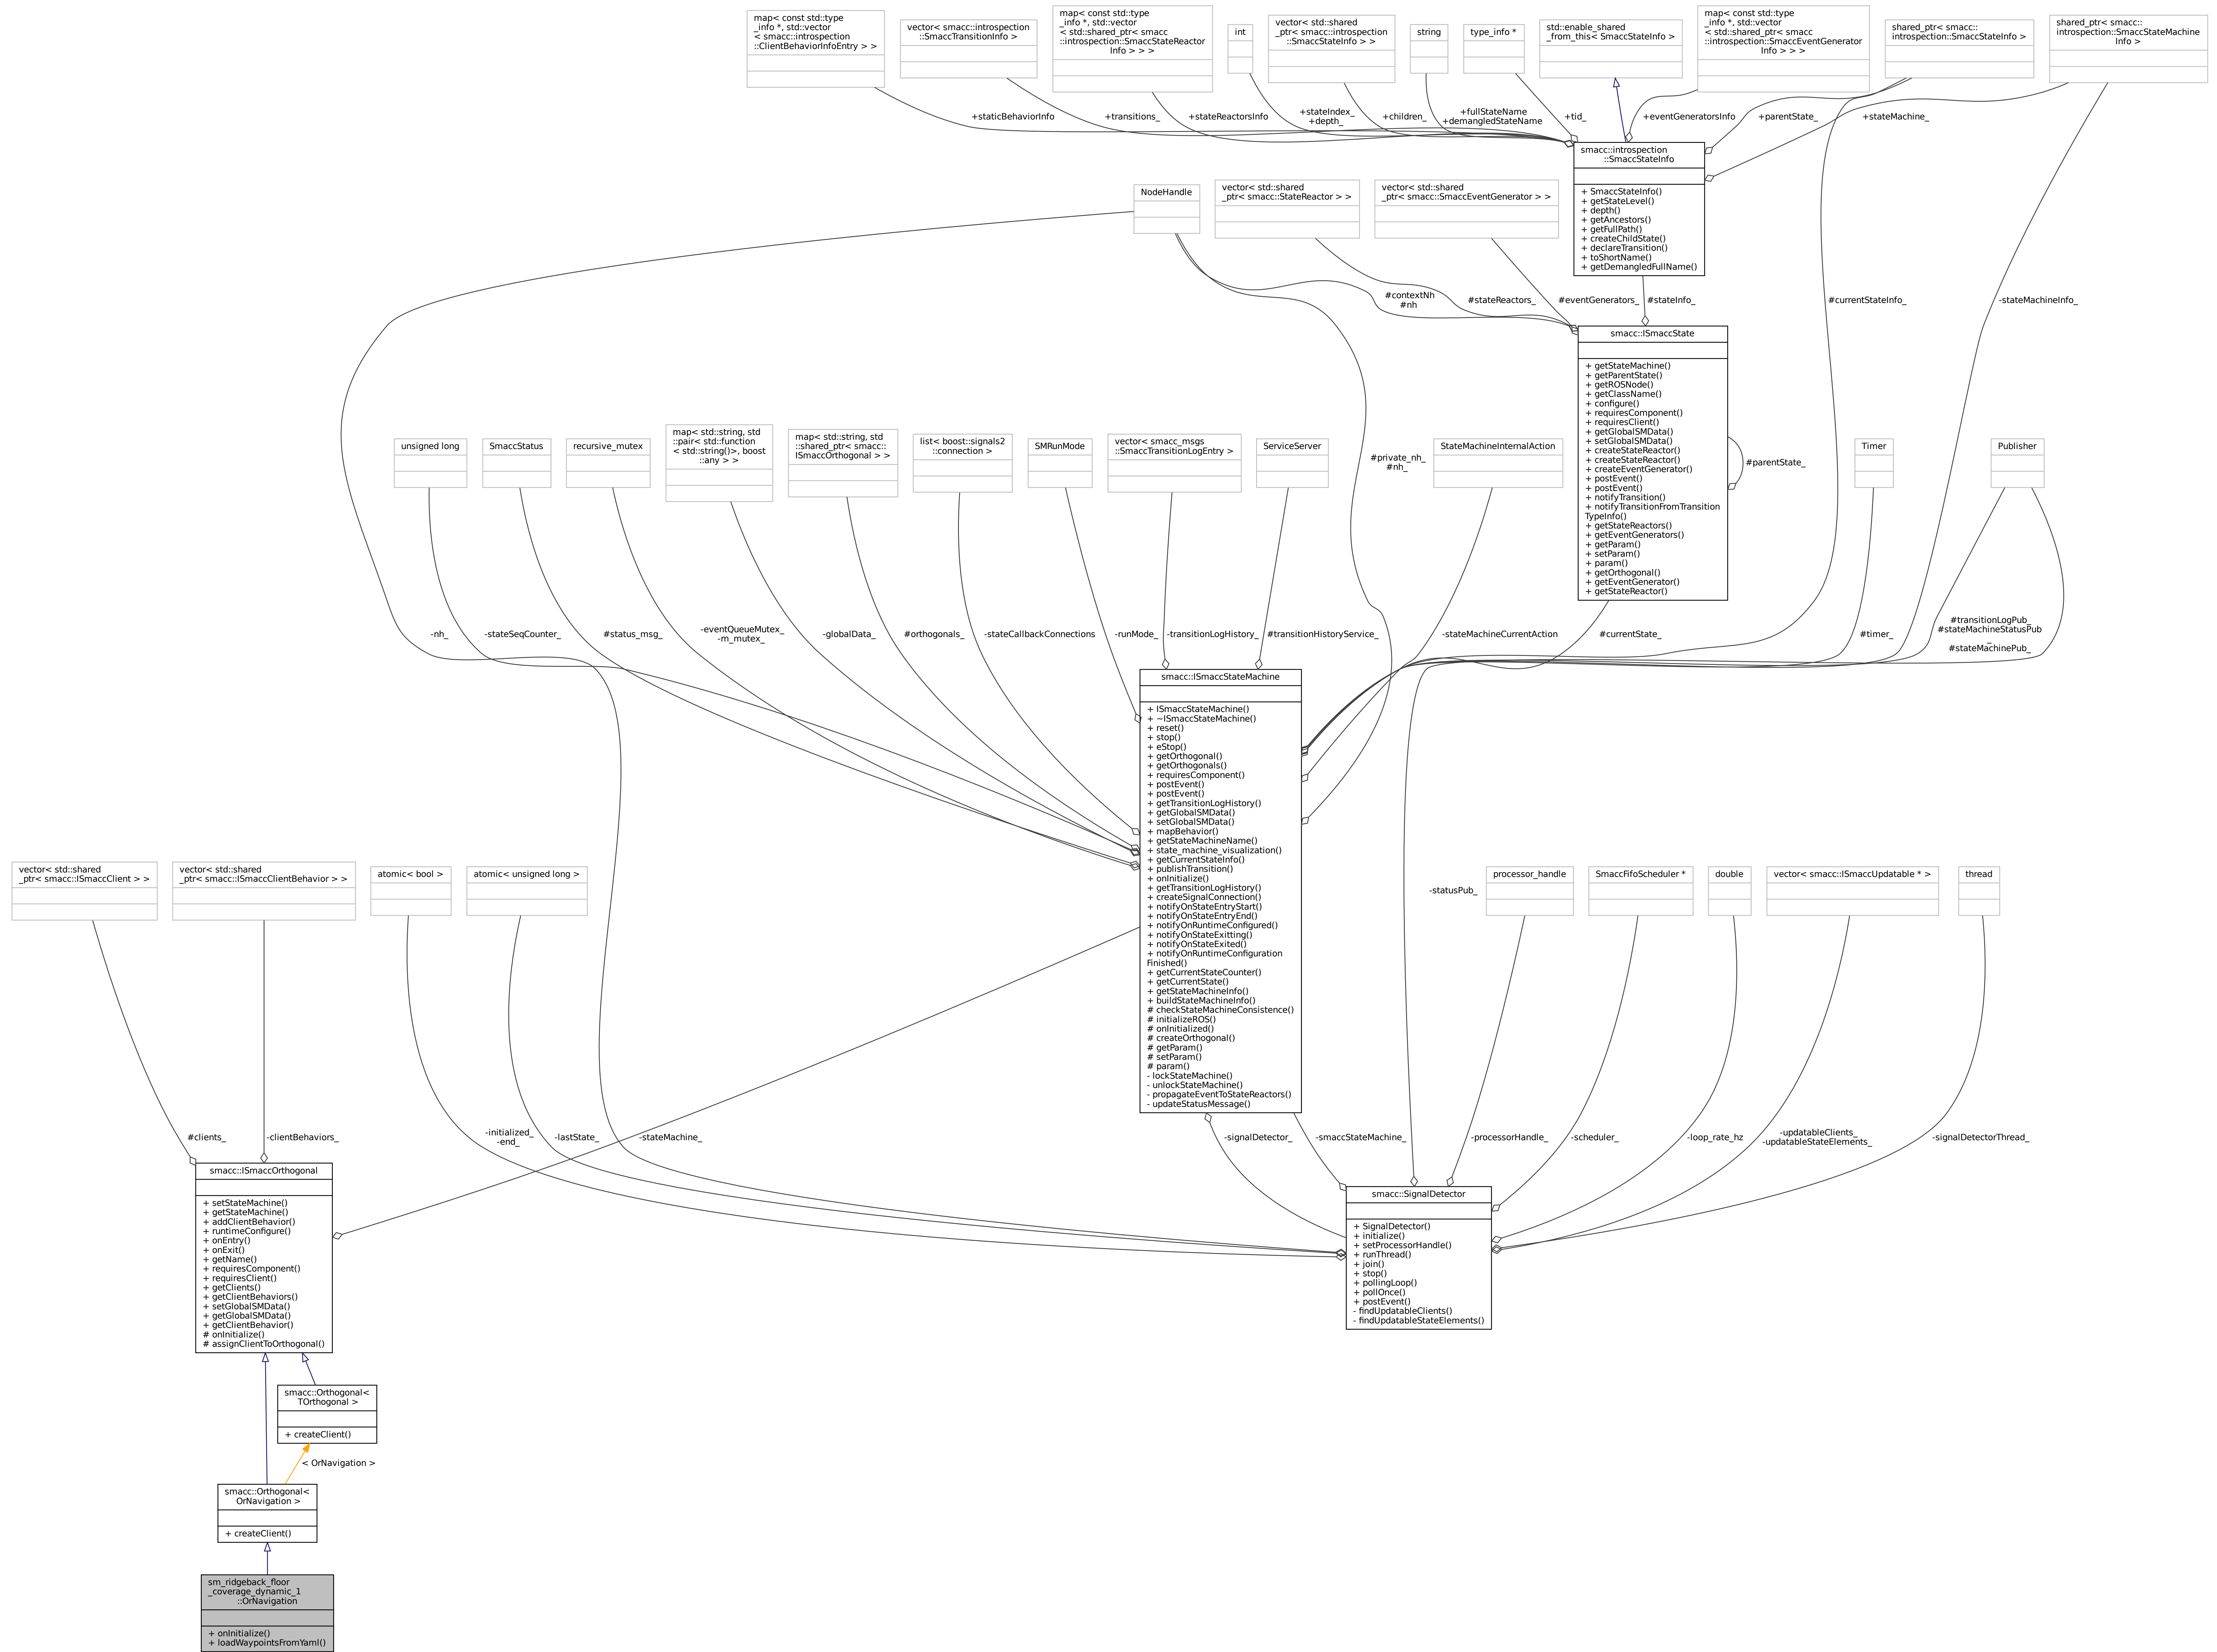 map< const std::type
_info *, std::vector
< smacc::introspection
::ClientBehaviorInfoEntry > >
vector< smacc::introspection
::SmaccTransitionInfo >
map< const std::type
_info *, std::vector
< std::shared_ptr< smacc
::introspection::SmaccStateReactor
Info > > >
int
vector< std::shared
_ptr< smacc::introspection
::SmaccStateInfo > >
string
type_info *
std::enable_shared
_from_this< SmaccStateInfo >
map< const std::type
_info *, std::vector
< std::shared_ptr< smacc
::introspection::SmaccEventGenerator
Info > > >
shared_ptr< smacc::
introspection::SmaccStateInfo >
shared_ptr< smacc::
introspection::SmaccStateMachine
Info >
+staticBehaviorInfo
+transitions_
+stateReactorsInfo
+stateIndex_
+depth_
+children_
+fullStateName
+demangledStateName
+tid_
+eventGeneratorsInfo
+parentState_
+stateMachine_
smacc::introspection
::SmaccStateInfo
+ SmaccStateInfo()
+ getStateLevel()
+ depth()
+ getAncestors()
+ getFullPath()
+ createChildState()
+ declareTransition()
+ toShortName()
+ getDemangledFullName()
NodeHandle
vector< std::shared
_ptr< smacc::StateReactor > >
vector< std::shared
_ptr< smacc::SmaccEventGenerator > >
#contextNh
#nh
#stateReactors_
#eventGenerators_
#stateInfo_
#currentStateInfo_
-stateMachineInfo_
smacc::ISmaccState
+ getStateMachine()
+ getParentState()
+ getROSNode()
+ getClassName()
+ configure()
+ requiresComponent()
+ requiresClient()
+ getGlobalSMData()
+ setGlobalSMData()
+ createStateReactor()
+ createStateReactor()
+ createEventGenerator()
+ postEvent()
+ postEvent()
+ notifyTransition()
+ notifyTransitionFromTransition
TypeInfo()
+ getStateReactors()
+ getEventGenerators()
+ getParam()
+ setParam()
+ param()
+ getOrthogonal()
+ getEventGenerator()
+ getStateReactor()
#parentState_
unsigned long
SmaccStatus
recursive_mutex
map< std::string, std
::pair< std::function
< std::string()>, boost
::any > >
map< std::string, std
::shared_ptr< smacc::
ISmaccOrthogonal > >
list< boost::signals2
::connection >
SMRunMode
vector< smacc_msgs
::SmaccTransitionLogEntry >
ServiceServer
#private_nh_
#nh_
StateMachineInternalAction
Timer
Publisher
-nh_
-stateSeqCounter_
#status_msg_
-eventQueueMutex_
-m_mutex_
-globalData_
#orthogonals_
-stateCallbackConnections
-runMode_
-transitionLogHistory_
#transitionHistoryService_
-stateMachineCurrentAction
#currentState_
#timer_
#transitionLogPub_
#stateMachineStatusPub
_
#stateMachinePub_
smacc::ISmaccStateMachine
+ ISmaccStateMachine()
+ ~ISmaccStateMachine()
+ reset()
+ stop()
+ eStop()
+ getOrthogonal()
+ getOrthogonals()
+ requiresComponent()
+ postEvent()
+ postEvent()
+ getTransitionLogHistory()
+ getGlobalSMData()
+ setGlobalSMData()
+ mapBehavior()
+ getStateMachineName()
+ state_machine_visualization()
+ getCurrentStateInfo()
+ publishTransition()
+ onInitialize()
+ getTransitionLogHistory()
+ createSignalConnection()
+ notifyOnStateEntryStart()
+ notifyOnStateEntryEnd()
+ notifyOnRuntimeConfigured()
+ notifyOnStateExitting()
+ notifyOnStateExited()
+ notifyOnRuntimeConfiguration
Finished()
+ getCurrentStateCounter()
+ getCurrentState()
+ getStateMachineInfo()
+ buildStateMachineInfo()
# checkStateMachineConsistence()
# initializeROS()
# onInitialized()
# createOrthogonal()
# getParam()
# setParam()
# param()
- lockStateMachine()
- unlockStateMachine()
- propagateEventToStateReactors()
- updateStatusMessage()
vector< std::shared
_ptr< smacc::ISmaccClient > >
vector< std::shared
_ptr< smacc::ISmaccClientBehavior > >
atomic< bool >
atomic< unsigned long >
-statusPub_
processor_handle
SmaccFifoScheduler *
double
vector< smacc::ISmaccUpdatable * >
thread
#clients_
-clientBehaviors_
-initialized_
-end_
-lastState_
-stateMachine_
-signalDetector_
-smaccStateMachine_
-processorHandle_
-scheduler_
-loop_rate_hz
-updatableClients_
-updatableStateElements_
-signalDetectorThread_
smacc::ISmaccOrthogonal
+ setStateMachine()
+ getStateMachine()
+ addClientBehavior()
+ runtimeConfigure()
+ onEntry()
+ onExit()
+ getName()
+ requiresComponent()
+ requiresClient()
+ getClients()
+ getClientBehaviors()
+ setGlobalSMData()
+ getGlobalSMData()
+ getClientBehavior()
# onInitialize()
# assignClientToOrthogonal()
smacc::SignalDetector
+ SignalDetector()
+ initialize()
+ setProcessorHandle()
+ runThread()
+ join()
+ stop()
+ pollingLoop()
+ pollOnce()
+ postEvent()
- findUpdatableClients()
- findUpdatableStateElements()
smacc::Orthogonal<
TOrthogonal >
+ createClient()
< OrNavigation >
smacc::Orthogonal<
OrNavigation >
+ createClient()
sm_ridgeback_floor
_coverage_dynamic_1
::OrNavigation
+ onInitialize()
+ loadWaypointsFromYaml()